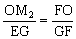 OM₂/EG = FO/GF